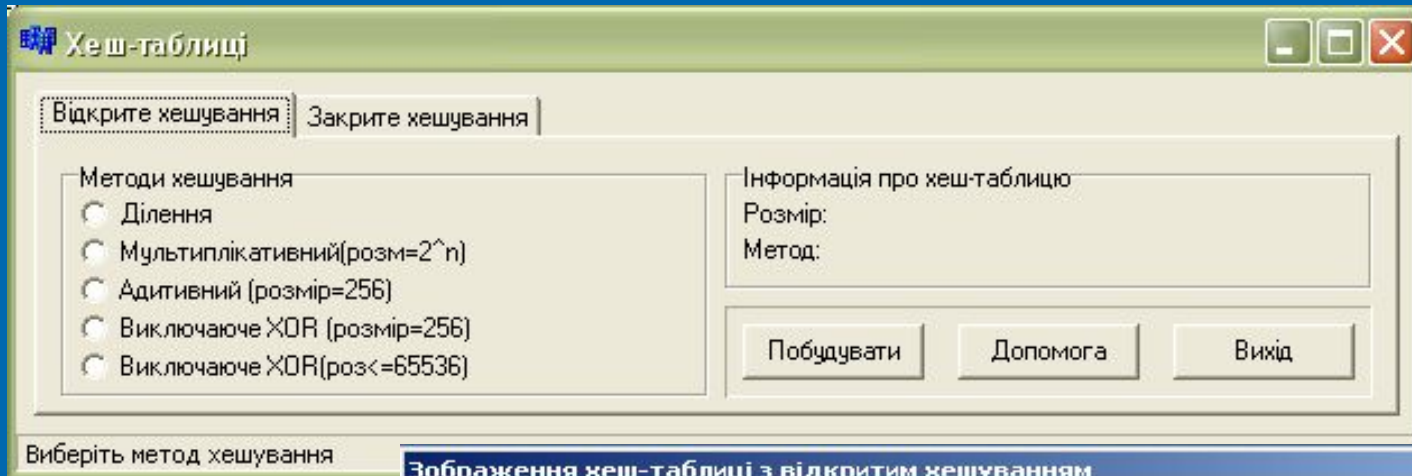 Хеш-таблиці
Відкрите хешування
Закрите хешування
Методи хешування
Ділення
Мультиплікативний(розм=2^n)
Адитивний (розмір=256)
Виключаюче XOR (розмір=256)
Виключаюче XOR(роз<=65536)
Інформація про хеш-таблицю
Розмір:
Метод:
Побудувати
Допомога
Вихід
Виберіть метод хешування
Зображення хеш-таблиці з відкритим хешуванням